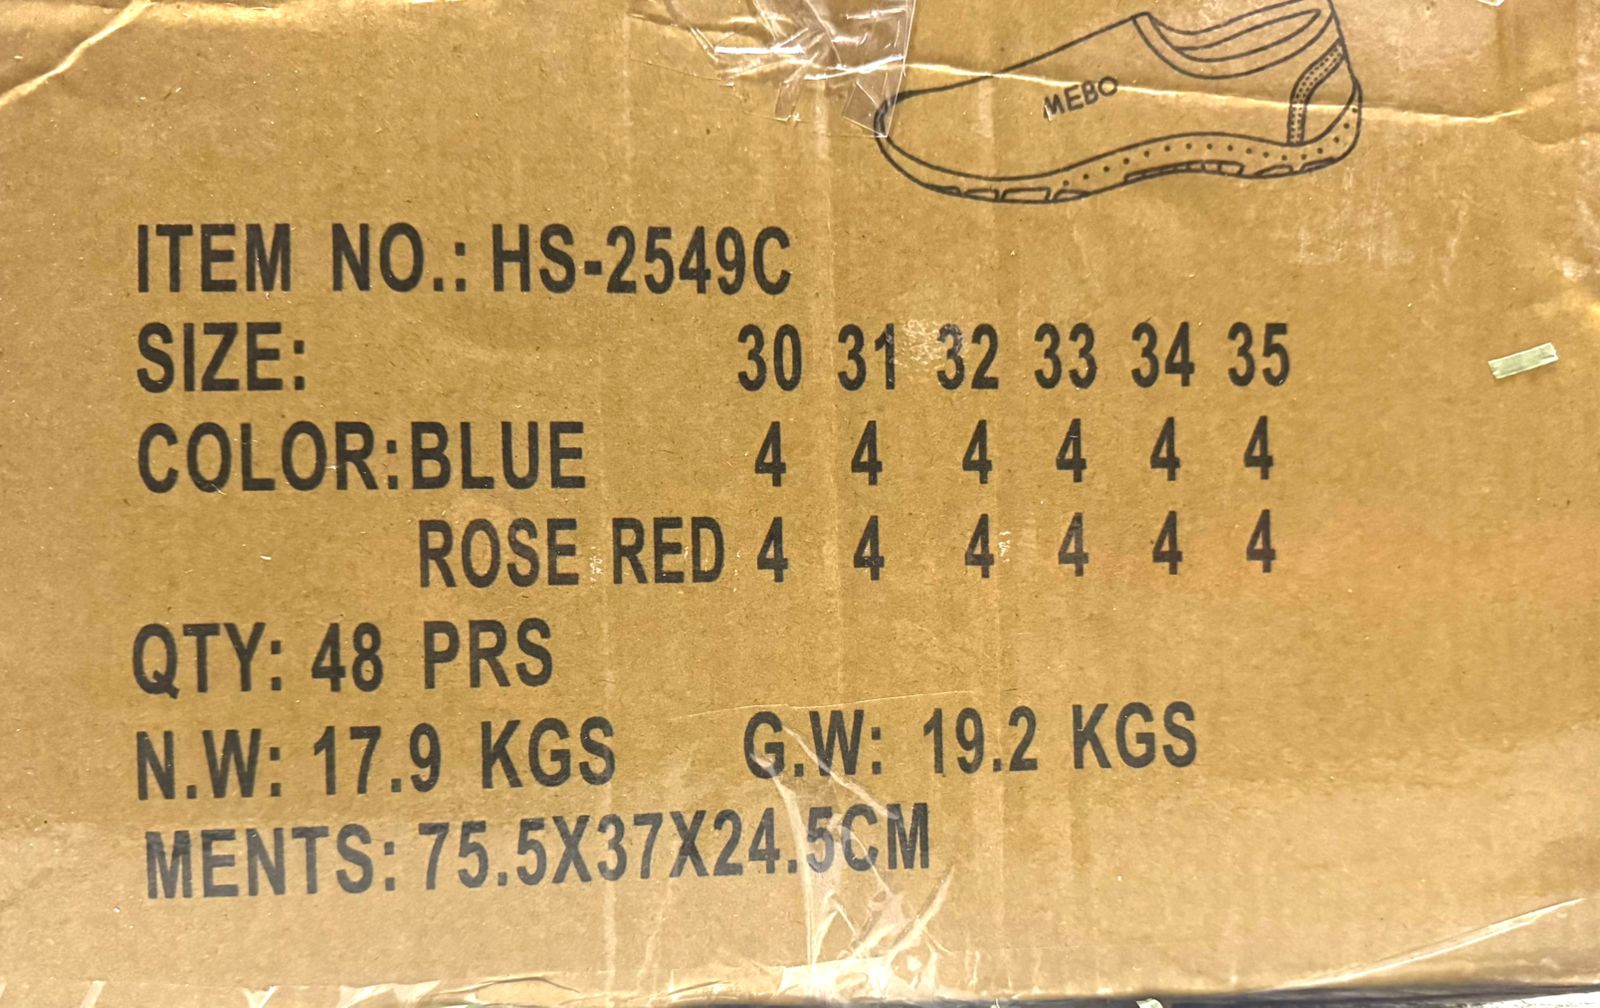 MEBO
ITEM NO.: HS-2549C
SIZE: 30 31 32 33 34 35
COLOR:BLUE 4 4 4 4 4 4
ROSE RED 4 4 4 4 4 4
QTY: 48 PRS
N.W: 17.9 KGS G.W: 19.2 KGS
MENTS: 75.5X37X24.5CM